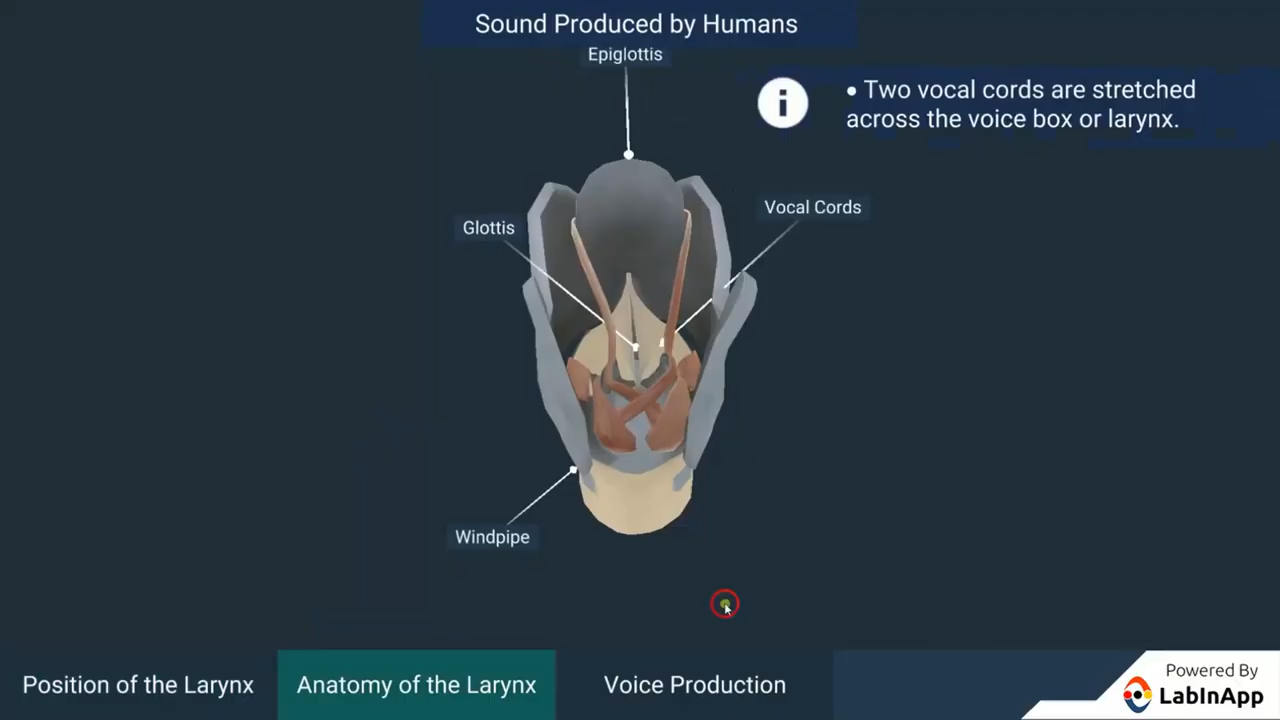 Sound Produced by Humans
Epiglottis
• Two vocal cords are stretched
across the voice box or larynx.
Vocal Cords
Glottis
Windpipe
Position of the Larynx
Anatomy of the Larynx
Voice Production
Powered By
LabInApp